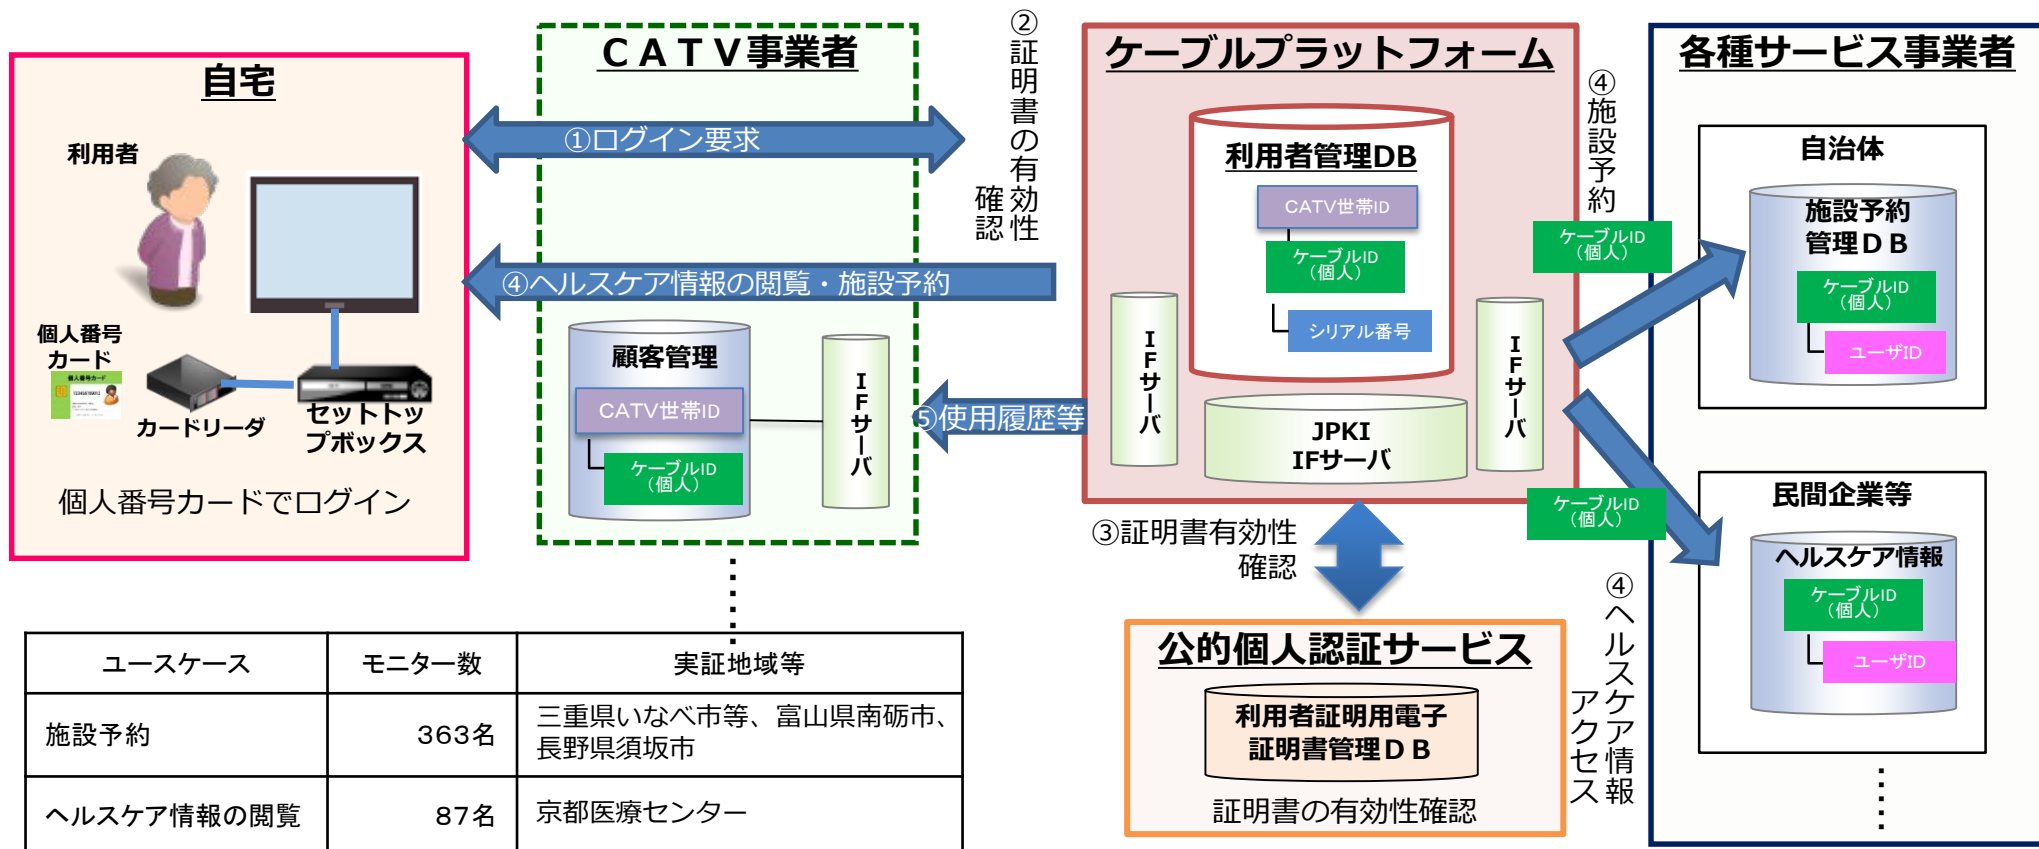 自宅
利用者
個人番号
カード
個人番号カード
カードリーダ
セットトッ
プボックス
個人番号カードでログイン
ＣＡＴＶ事業者
①ログイン要求
②証明書の有効性
確認
④ヘルスケア情報の閲覧・施設予約
顧客管理
CATV世帯ID
ケーブルID
（個人）
IFサーバ
⑤使用履歴等
ケーブルプラットフォーム
利用者管理DB
CATV世帯ID
ケーブルID
（個人）
シリアル番号
IFサーバ
IFサーバ
JPKI
IFサーバ
③証明書有効性
確認
公的個人認証サービス
利用者証明用電子
証明書管理ＤＢ
証明書の有効性確認
④施設予約
ケーブルID
（個人）
ケーブルID
（個人）
④ヘルスケア情報
アクセス
各種サービス事業者
自治体
施設予約
管理ＤＢ
ケーブルID
（個人）
ユーザID
民間企業等
ヘルスケア情報
ケーブルID
（個人）
ユーザID
ユースケース モニター数 実証地域等
施設予約 363名 三重県いなべ市等、富山県南砺市、
長野県須坂市
ヘルスケア情報の閲覧 87名 京都医療センター